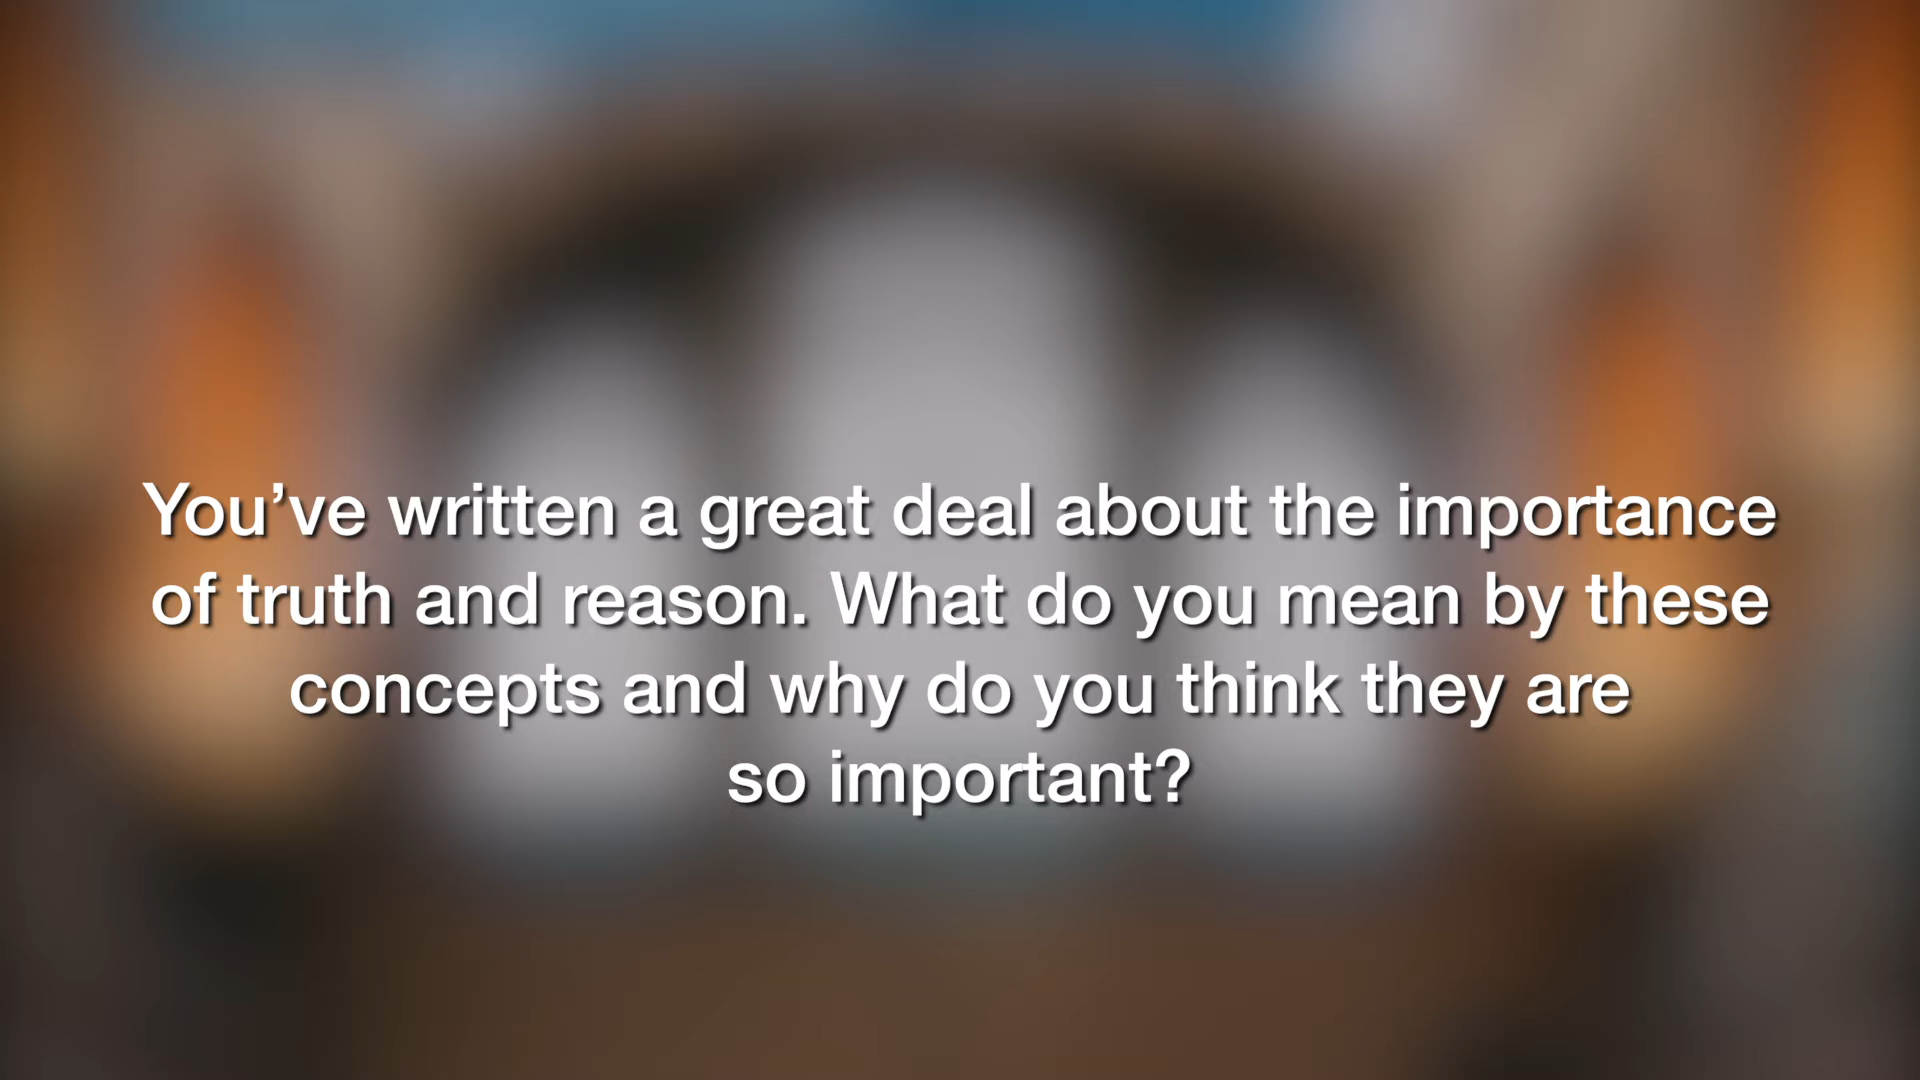 You’ve written a great deal about the importance
of truth and reason. What do you mean by these
concepts and why do you think they are
so important?